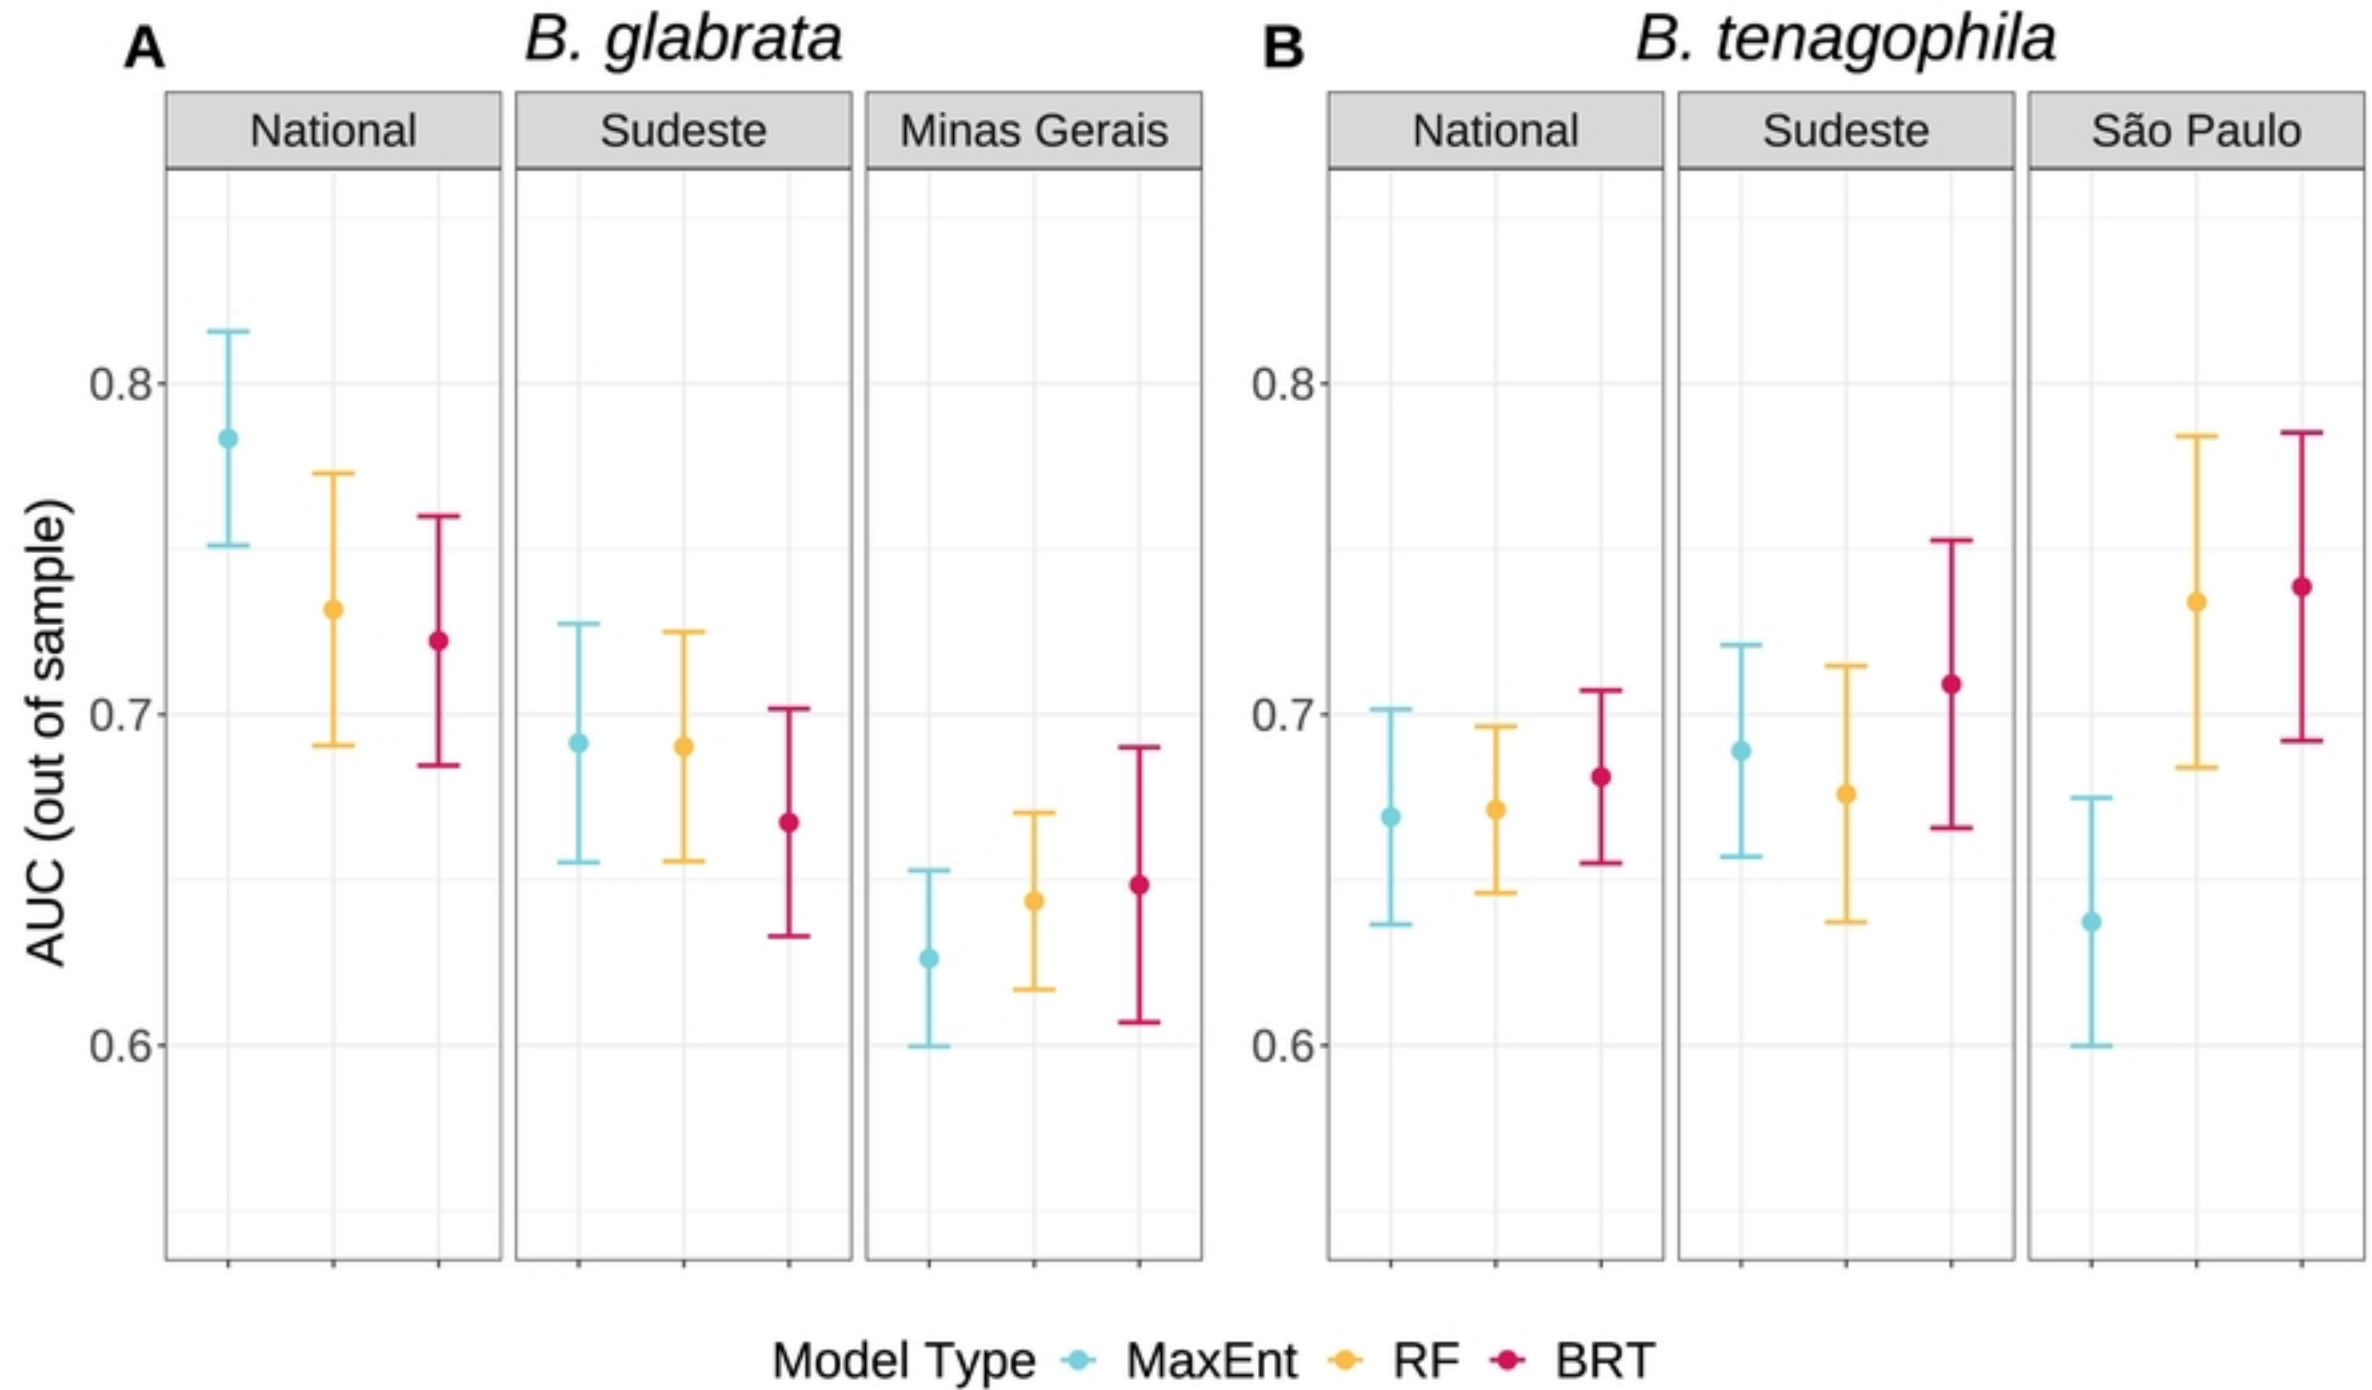 A
B. glabrata
B
B. tenagophila
National
Sudeste
Minas Gerais
National
Sudeste
São Paulo
AUC (out of sample)
0.8
0.7
0.6
0.8
0.7
0.6
Model Type MaxEnt RF BRT